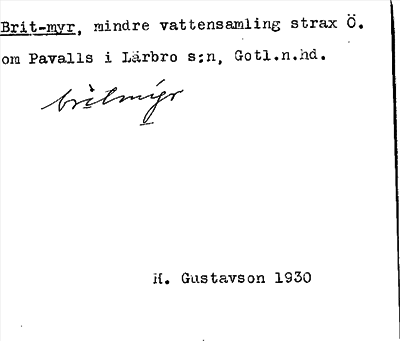 Brit-myr, mindre vattensamling strax Ö.
om Pavalls i Lärbro s:n, Gotl.n.hd.
britmyr
H. Gustavson 1930